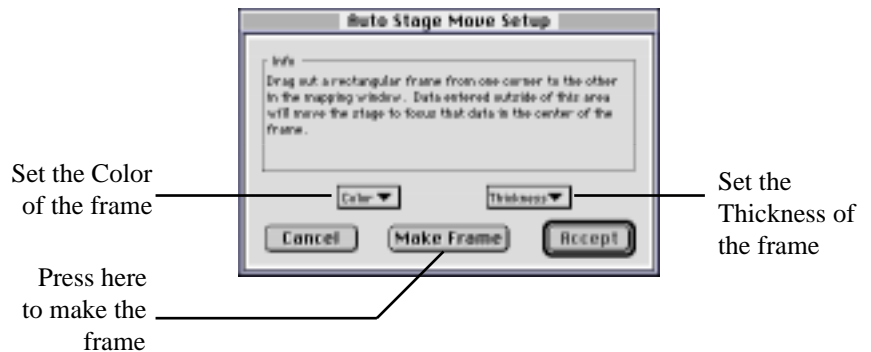 Auto Stage Move Setup
Info
Drag out a rectangular frame from one corner to the other
in the mapping window. Data entered outside of this area
will move the stage to focus that data in the center of the
frame.
Set the Color
of the frame
Color
Thickness
Set the
Thickness of
the frame
Cancel
Make Frame
Accept
Press here
to make the
frame